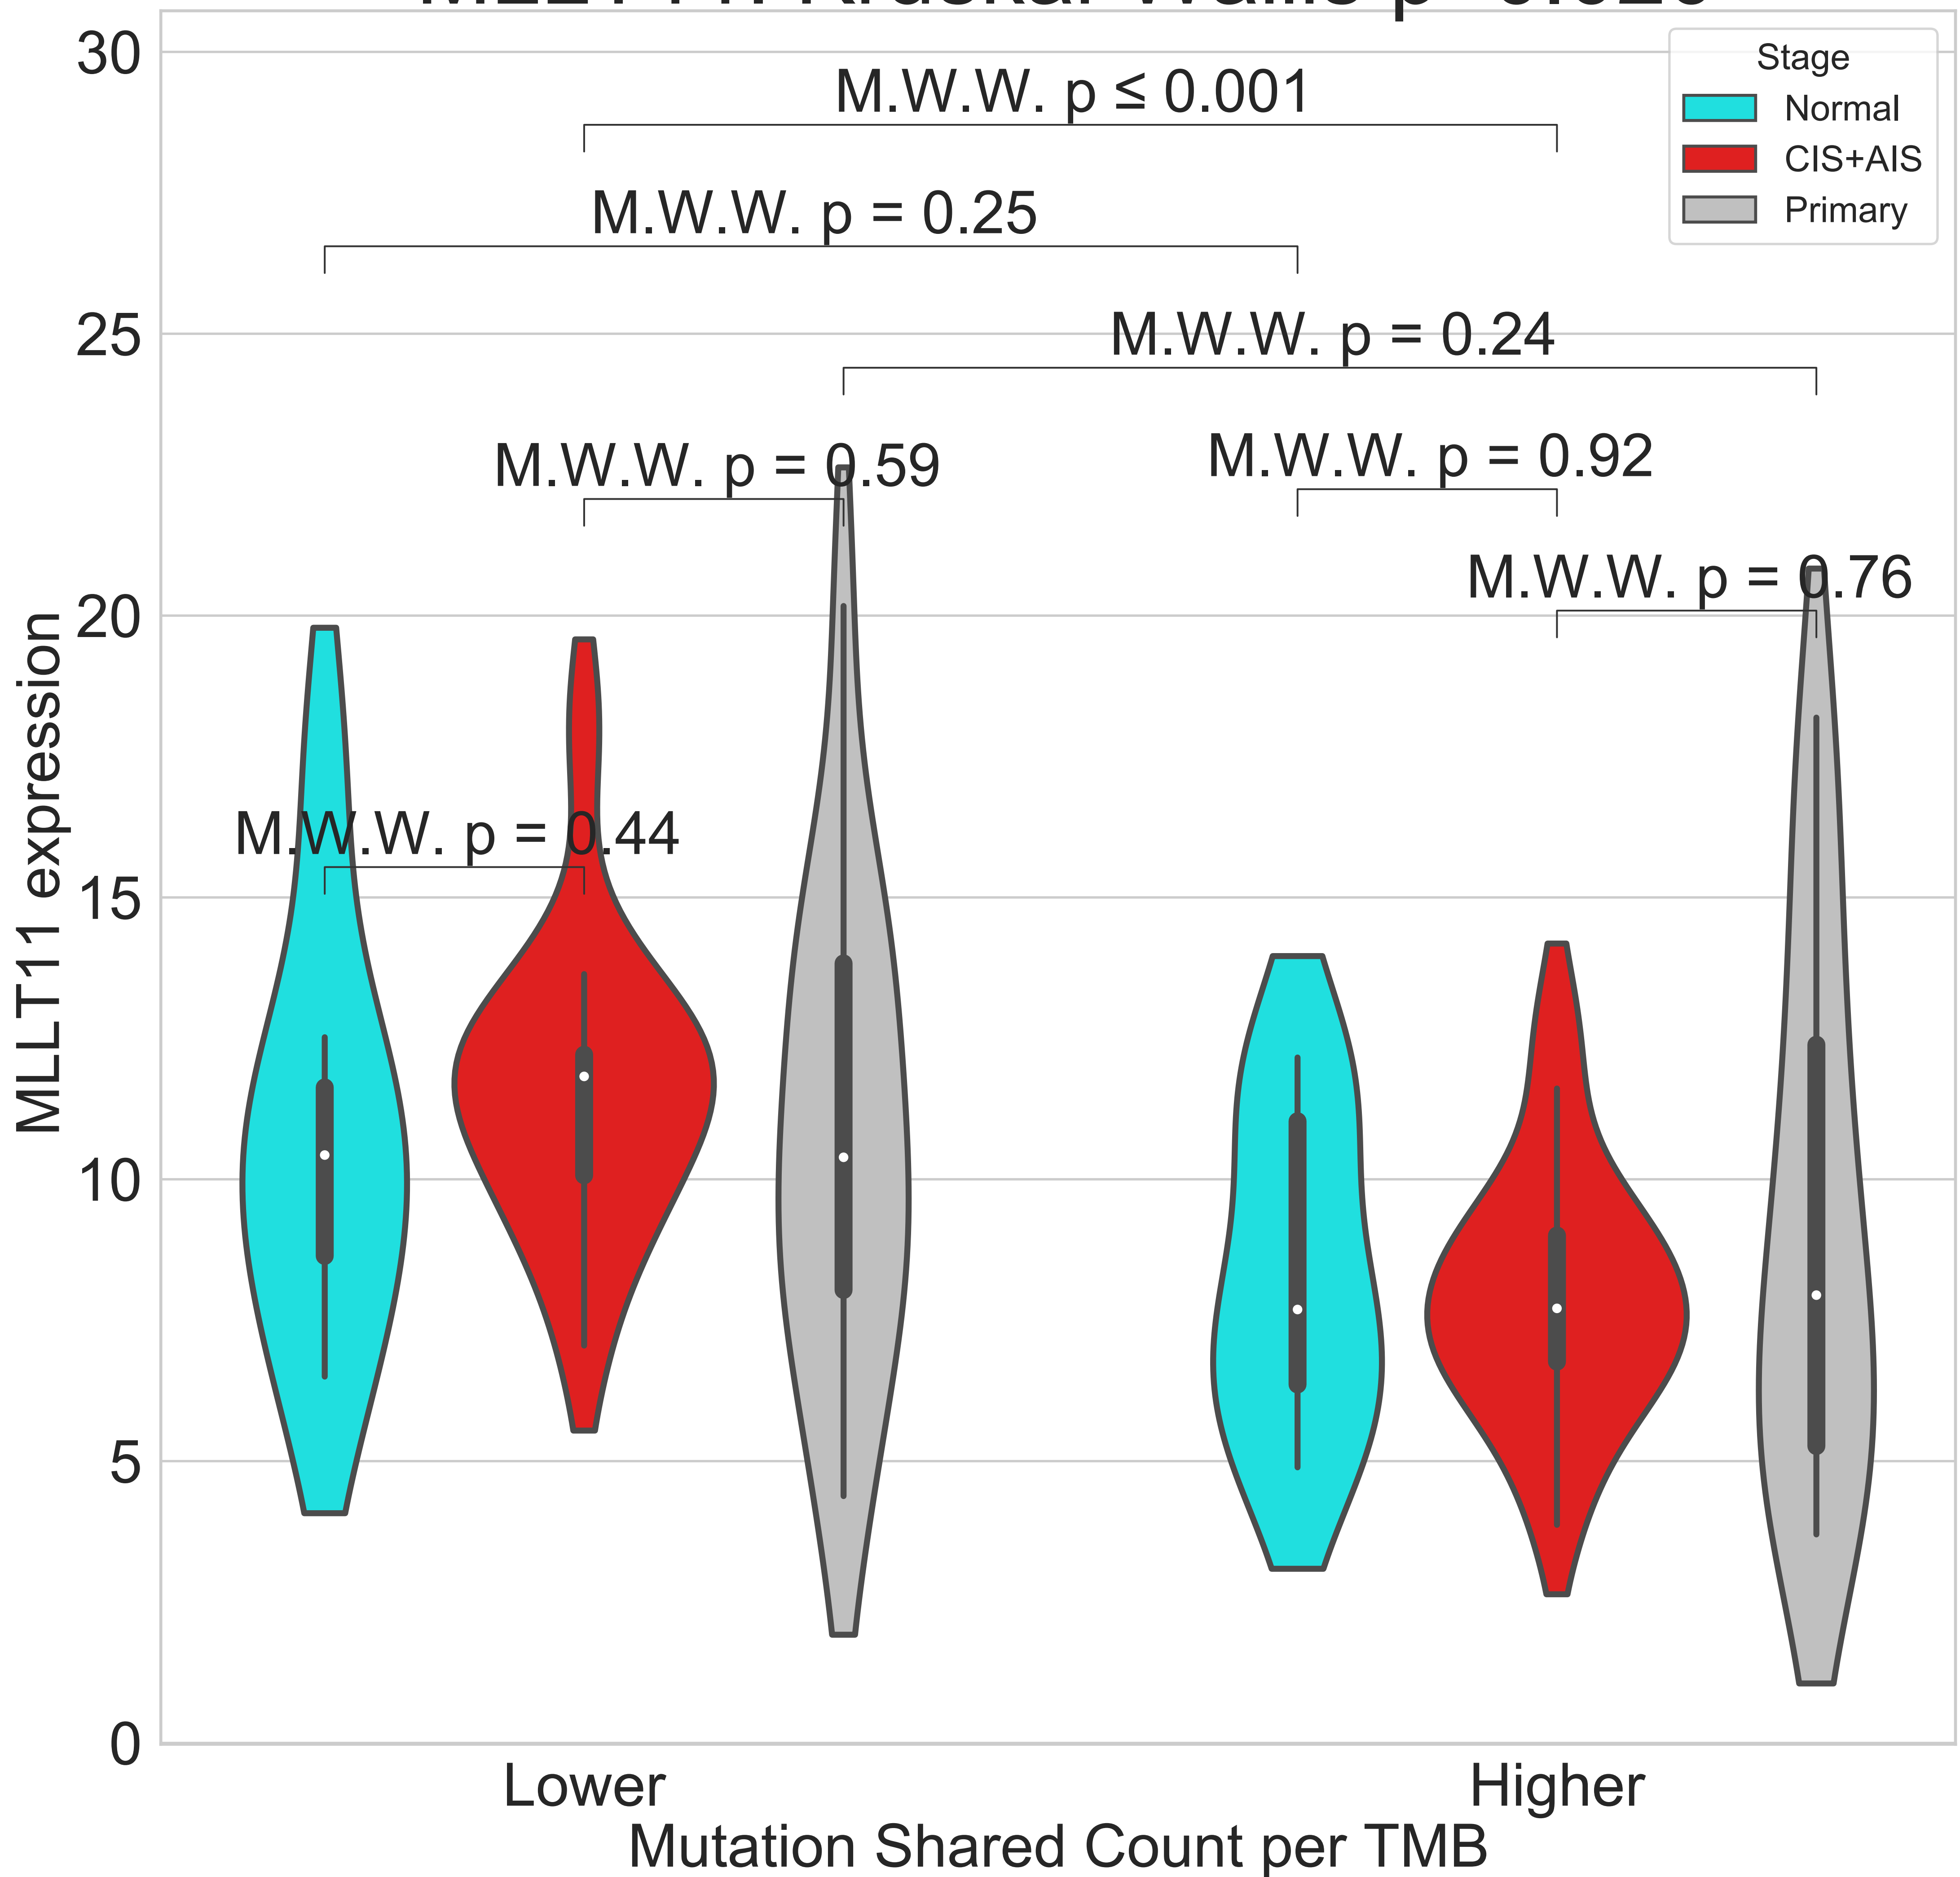 30
M.W.W. p ≤ 0.001
Stage
Normal
CIS+AIS
Primary
M.W.W. p = 0.25
25
M.W.W. p = 0.24
M.W.W. p = 0.59
M.W.W. p = 0.92
M.W.W. p = 0.76
20
M.W.W. p = 0.44
15
10
5
0
MLLT11 expression
Lower
Higher
Mutation Shared Count per TMB